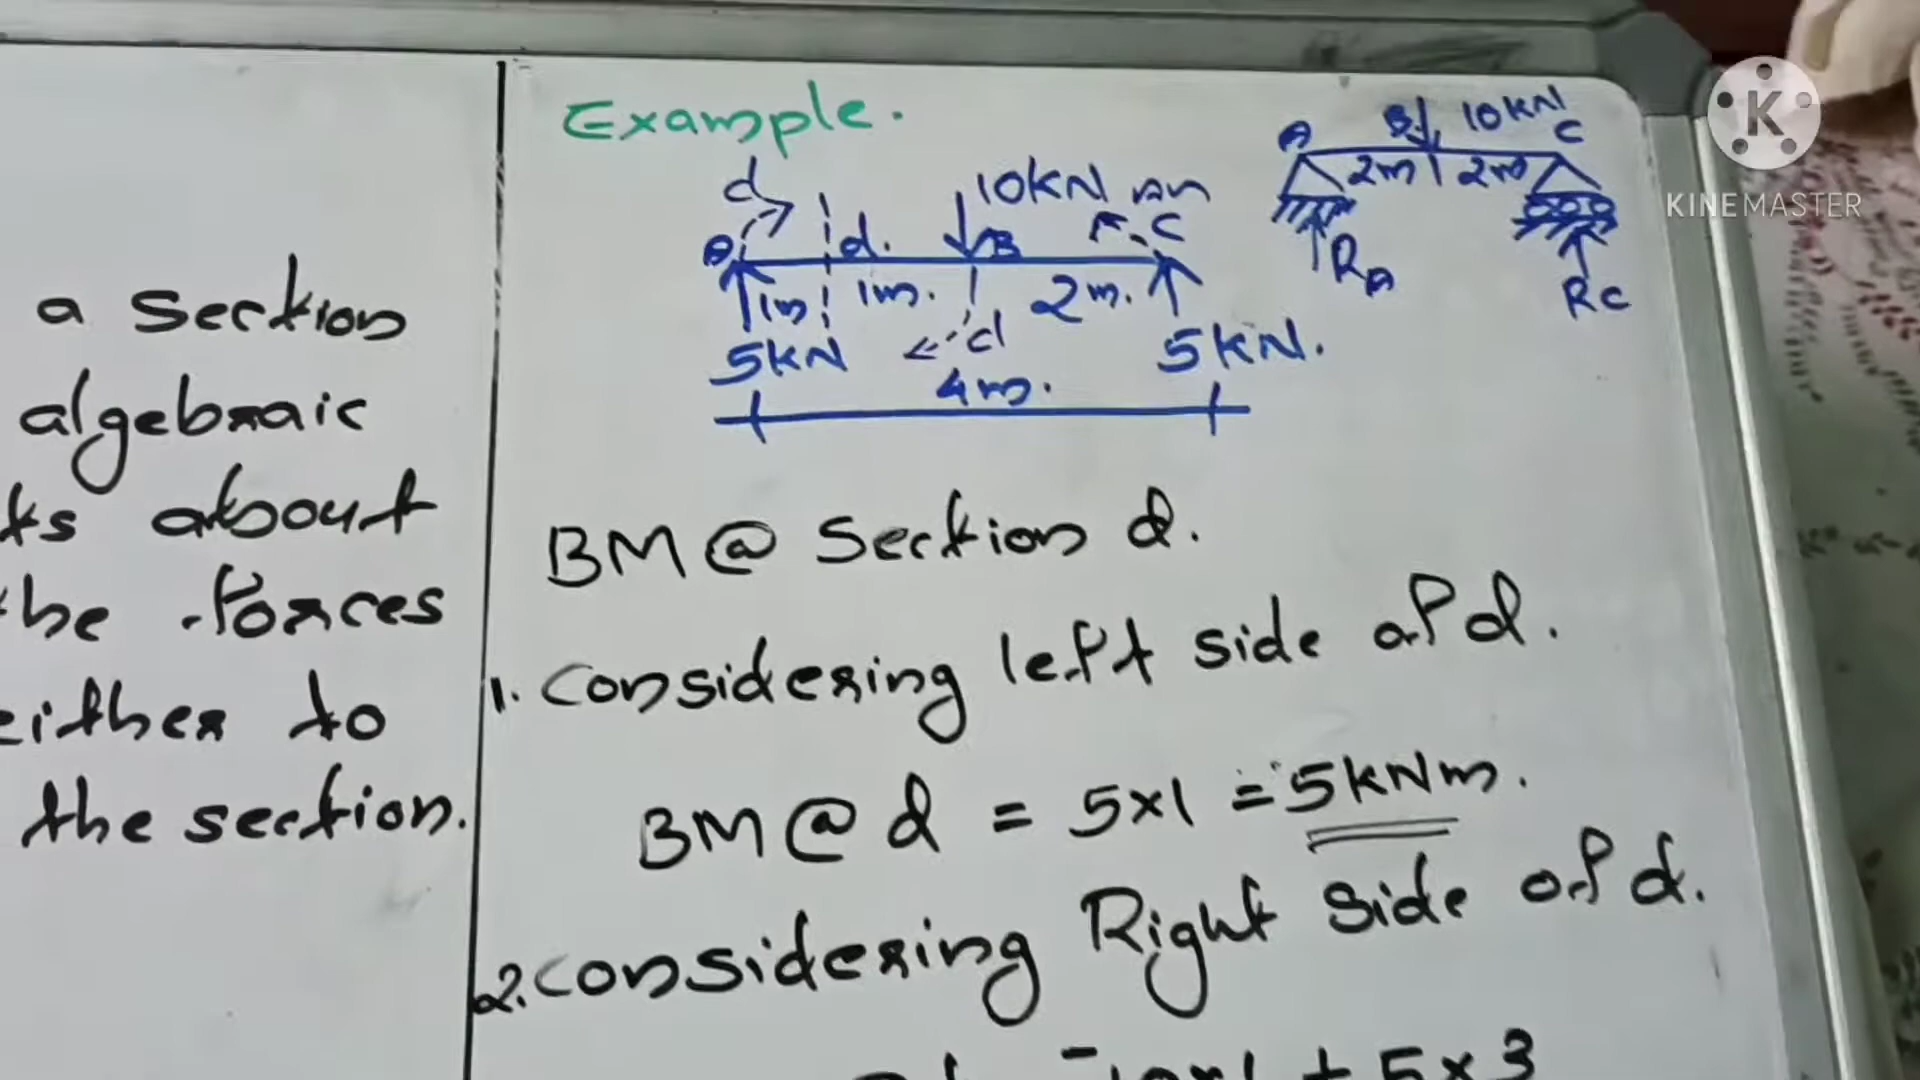 a section
algebraic
ts about
the forces
either to
the section.
Example.
d
10kN
d.
B
C
1m
1m.
2m.
5kN
d
5kN.
4m.
A
B
10kN
C
2m
2m
RA
RC
BM @ Section d.
1. Considering left side of d.
BM @ d = 5x1 = 5kNm.
2. Considering Right side of d.
+ 5 x 3
K
KINEMASTER